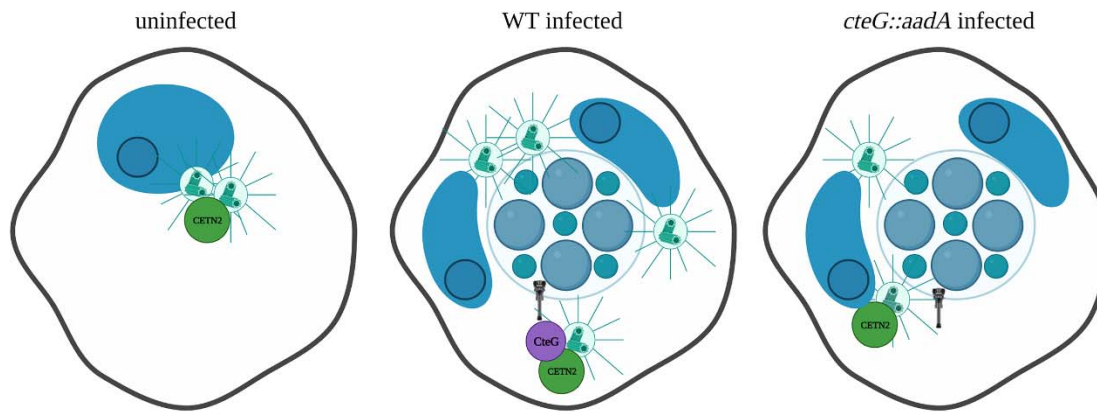 uninfected
WT infected
cteG::aadA infected
CETN2
CteG
CETN2
CETN2